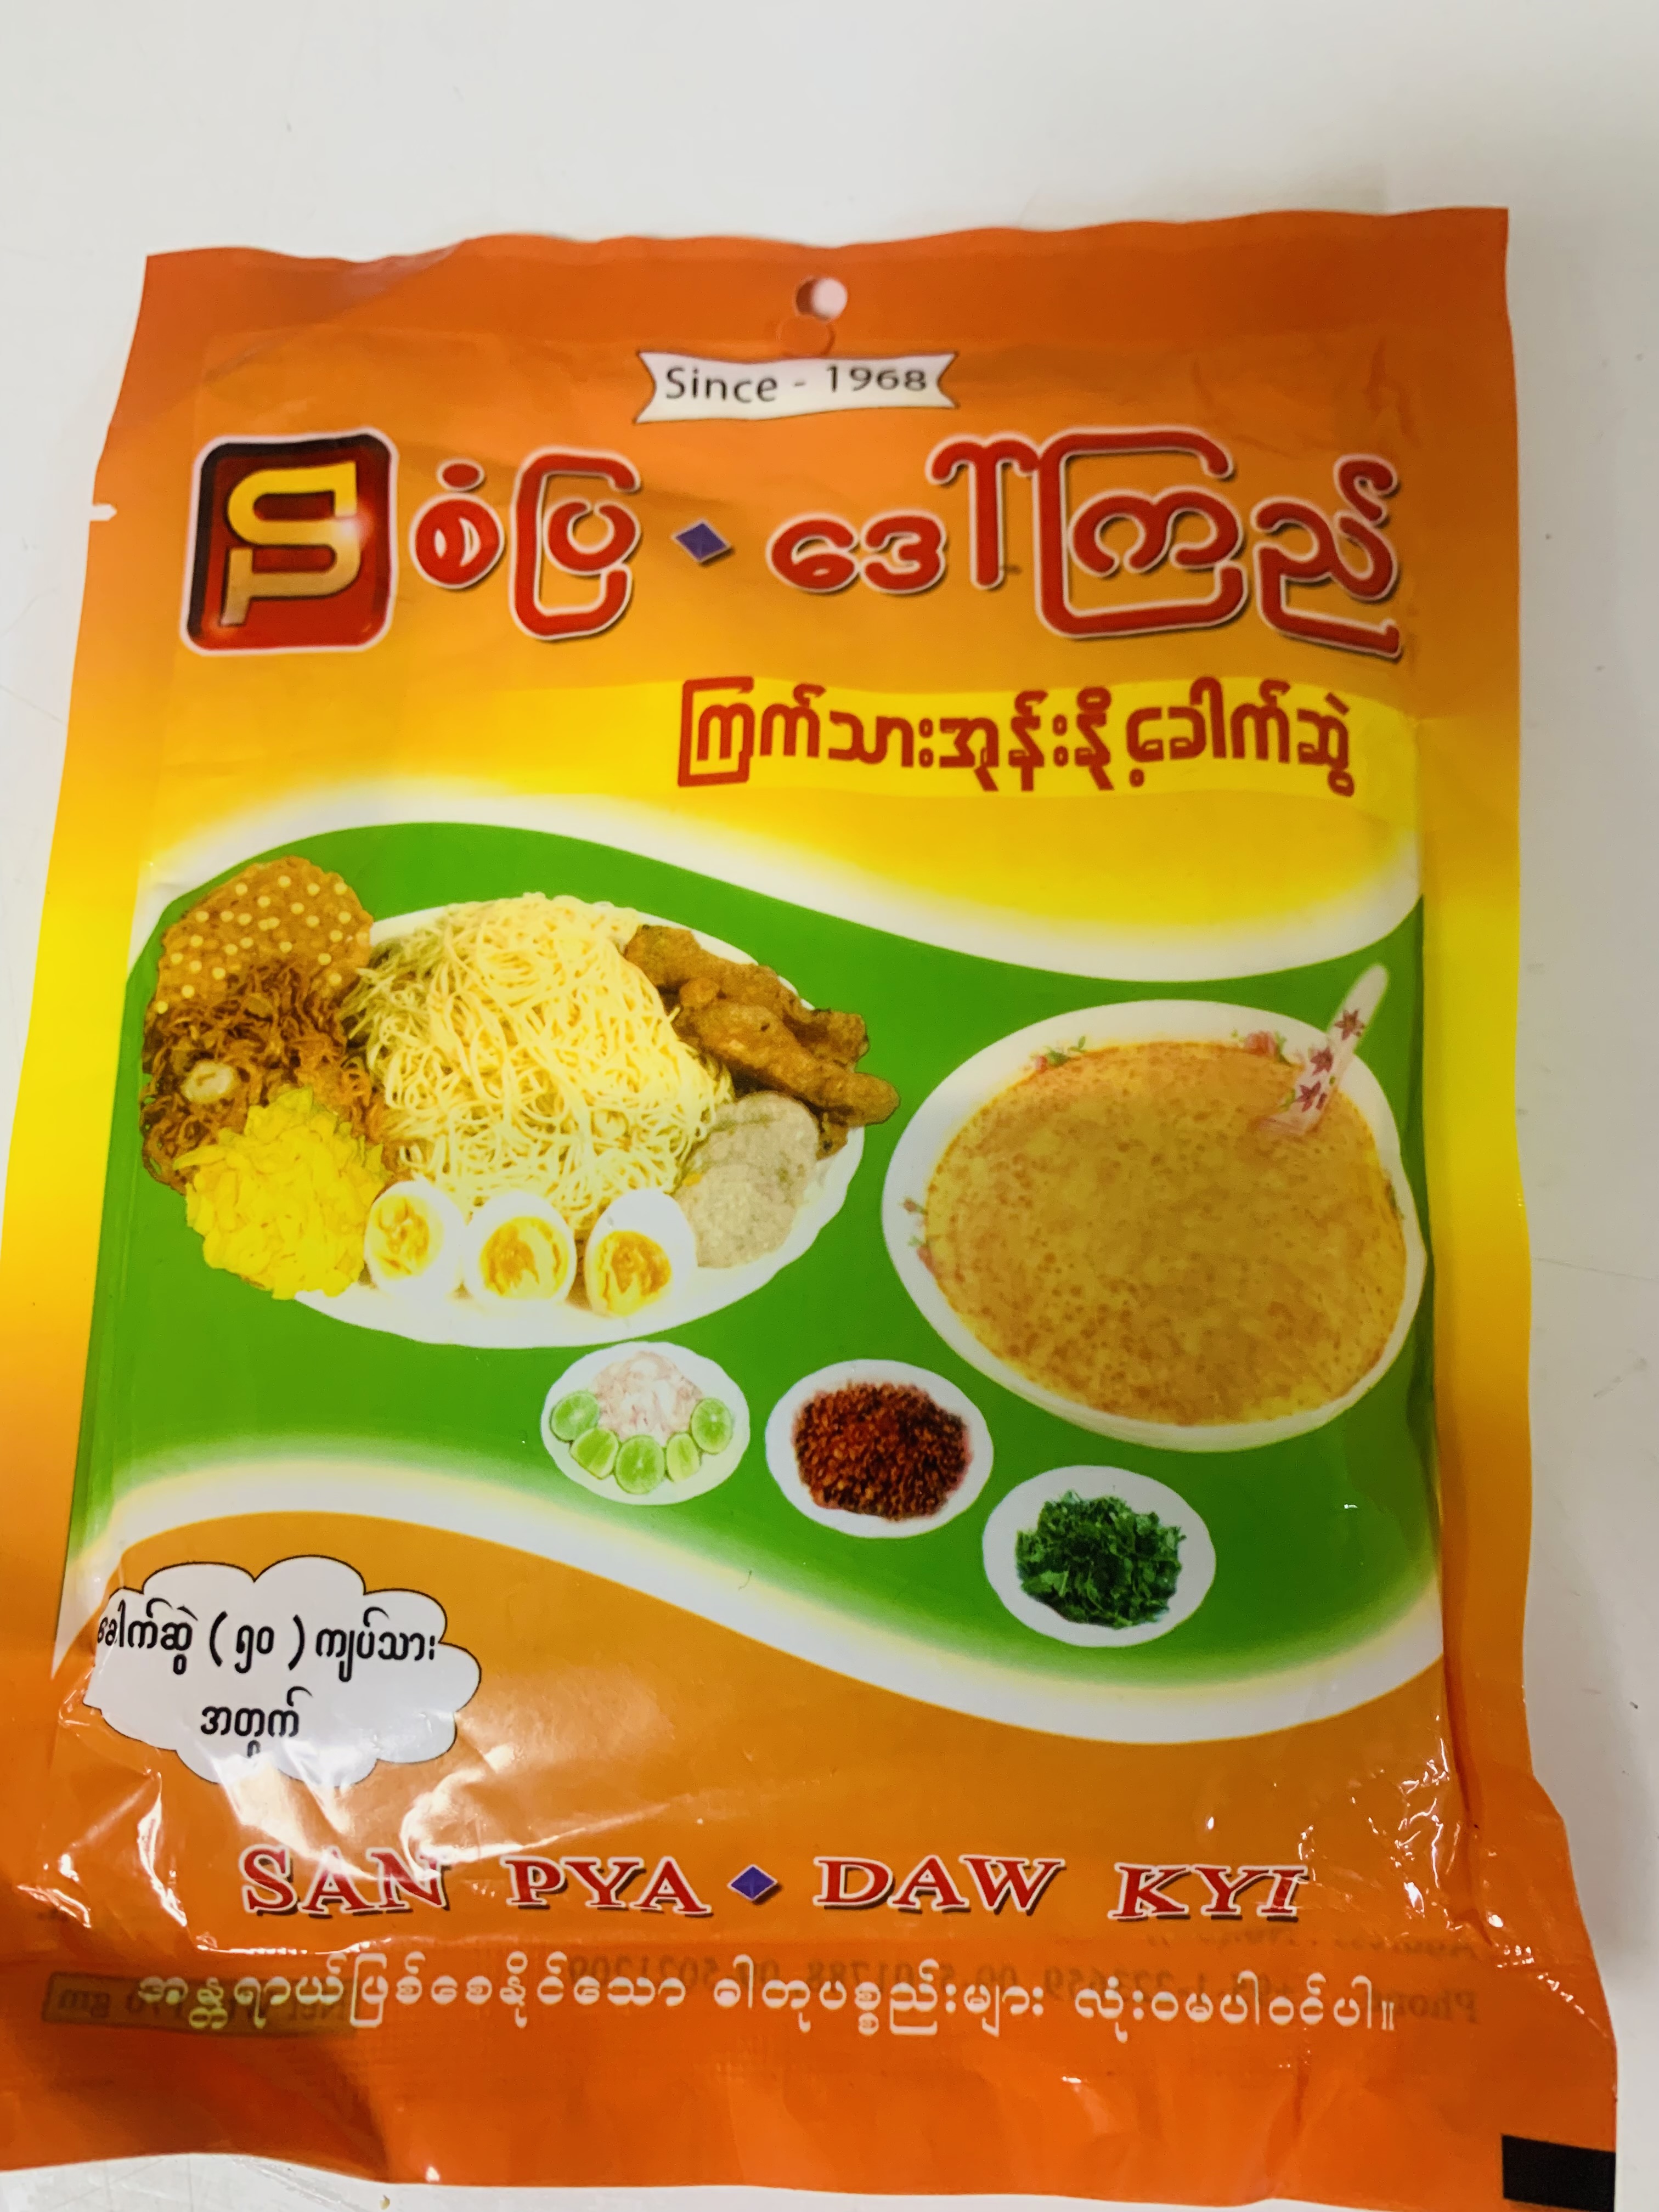 Since - 1968
စံပြ ဒေါ်ကြည်
ကြက်သားအုန်းနို့ခေါက်ဆွဲ
ခေါက်ဆွဲ ( ၅၀ ) ကျပ်သား
အတွက်
SAN PYA DAW KYI
အန္တရာယ်ဖြစ်စေနိုင်သော ဓါတုပစ္စည်းများ လုံးဝမပါဝင်ပါ။